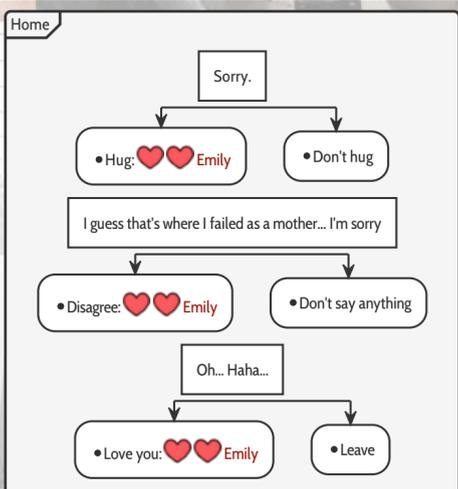 Home
Sorry.
•Hug: Emily
•Don't hug
I guess that's where I failed as a mother... I'm sorry
•Disagree: Emily
•Don't say anything
Oh... Haha...
•Love you: Emily
•Leave